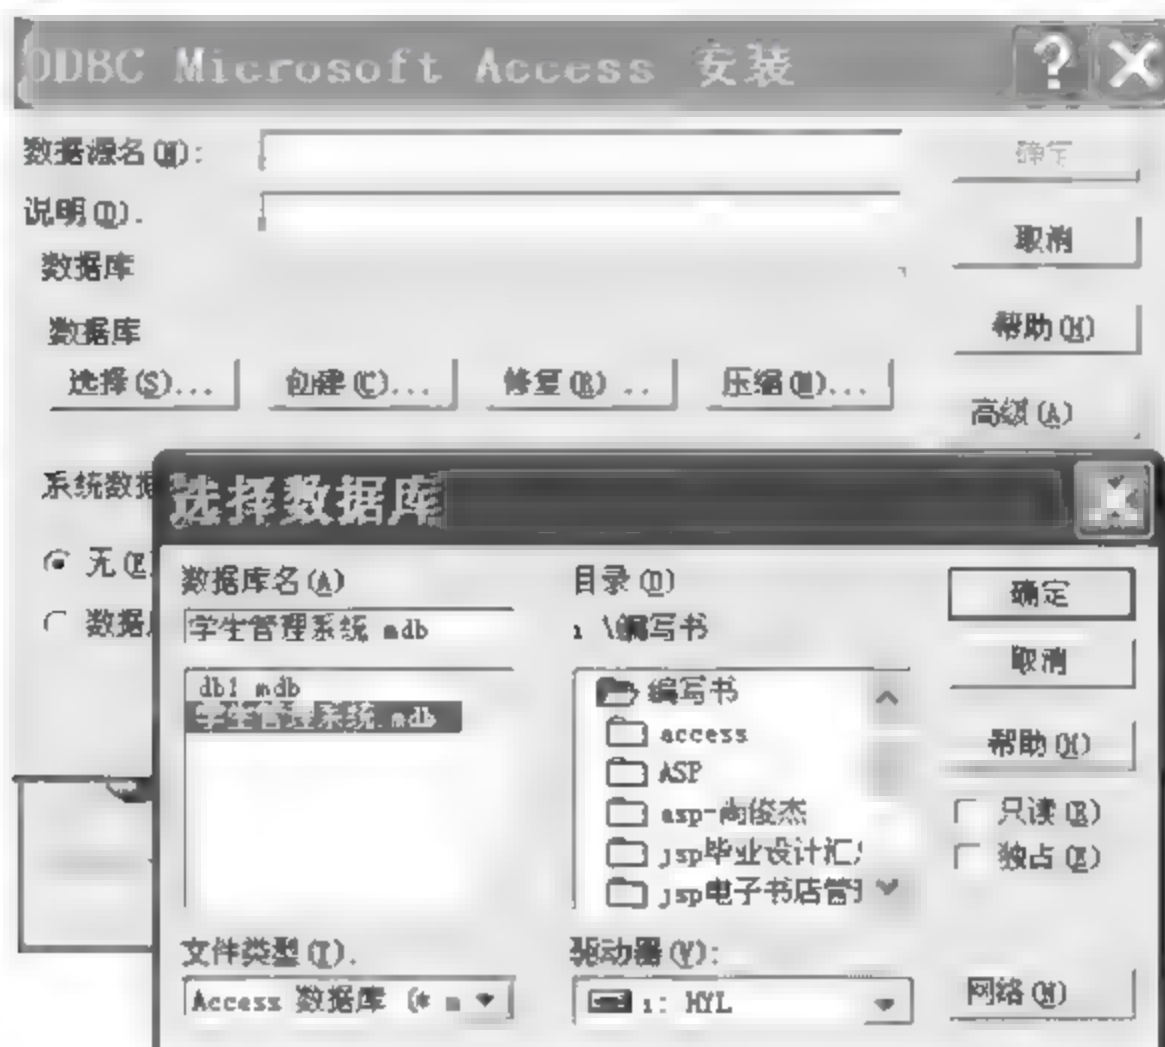 ODBC Microsoft Access 安装
数据源名(N):
确定
说明(D).
取消
数据库
数据库
帮助(H)
选择(S)...
创建(C)...
修复(R) ..
压缩(M)...
高级(A)
系统数据
无(E)
数据
选择数据库
数据库名(A)
学生管理系统 mdb
db1 mdb
学生管理系统.mdb
目录(D)
\编写书
编写书
access
ASP
asp-尚俊杰
jsp毕业设计汇
jsp电子书店管
确定
取消
帮助(H)
只读(R)
独占(E)
文件类型(T).
Access 数据库 (* m
驱动器(V):
i: HYL
网络(N)